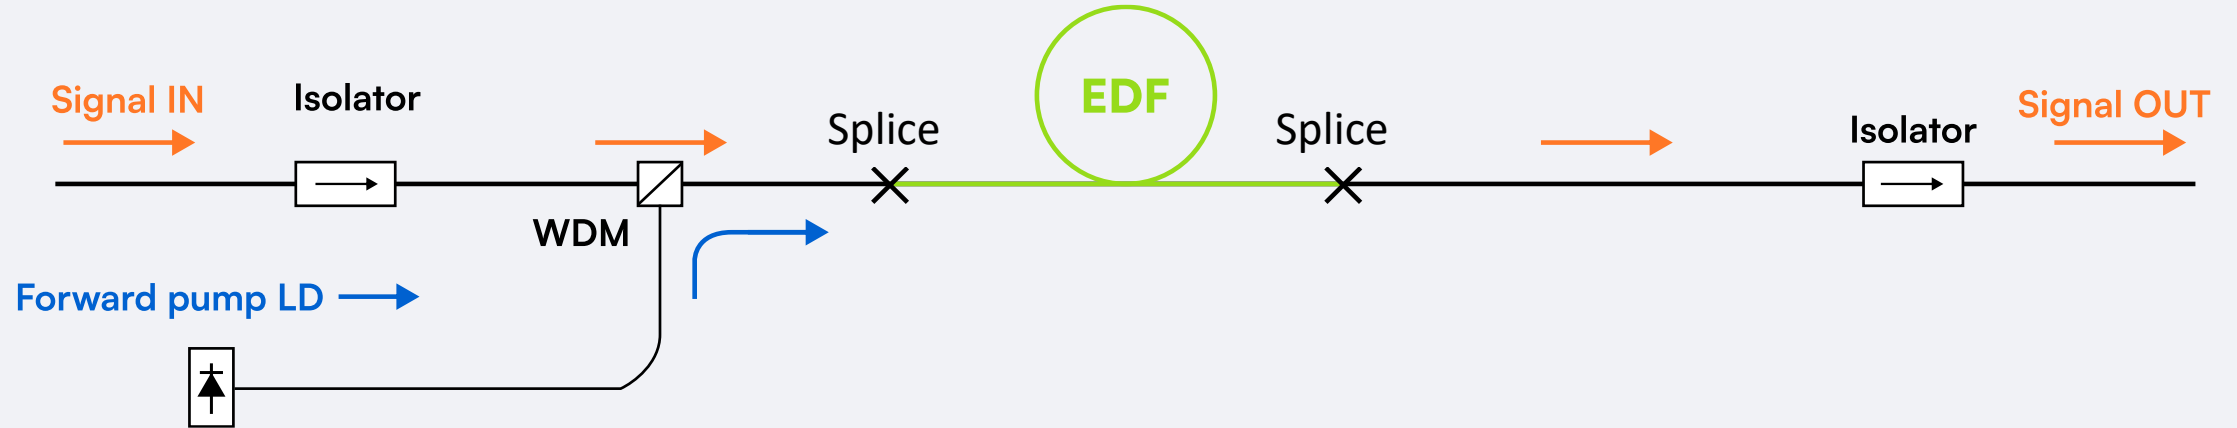 Signal IN
Isolator
Splice
EDF
Splice
Isolator
Signal OUT
WDM
Forward pump LD